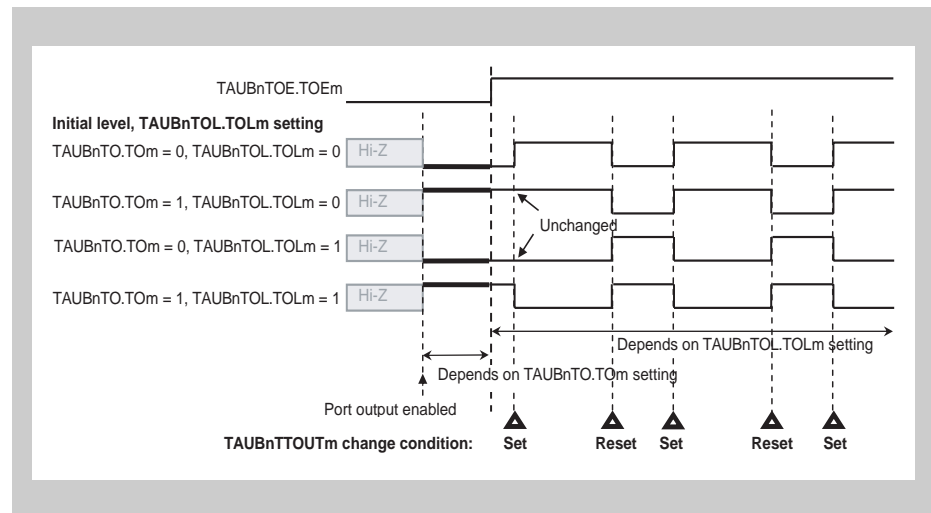 TAUBnTOE.TOEm
Initial level, TAUBnTOL.TOLm setting
TAUBnTO.TOm = 0, TAUBnTOL.TOLm = 0 Hi-Z
TAUBnTO.TOm = 1, TAUBnTOL.TOLm = 0 Hi-Z
Unchanged
TAUBnTO.TOm = 0, TAUBnTOL.TOLm = 1 Hi-Z
TAUBnTO.TOm = 1, TAUBnTOL.TOLm = 1 Hi-Z
Depends on TAUBnTOL.TOLm setting
Depends on TAUBnTO.TOm setting
Port output enabled
TAUBnTTOUTm change condition: Set Reset Set Reset Set